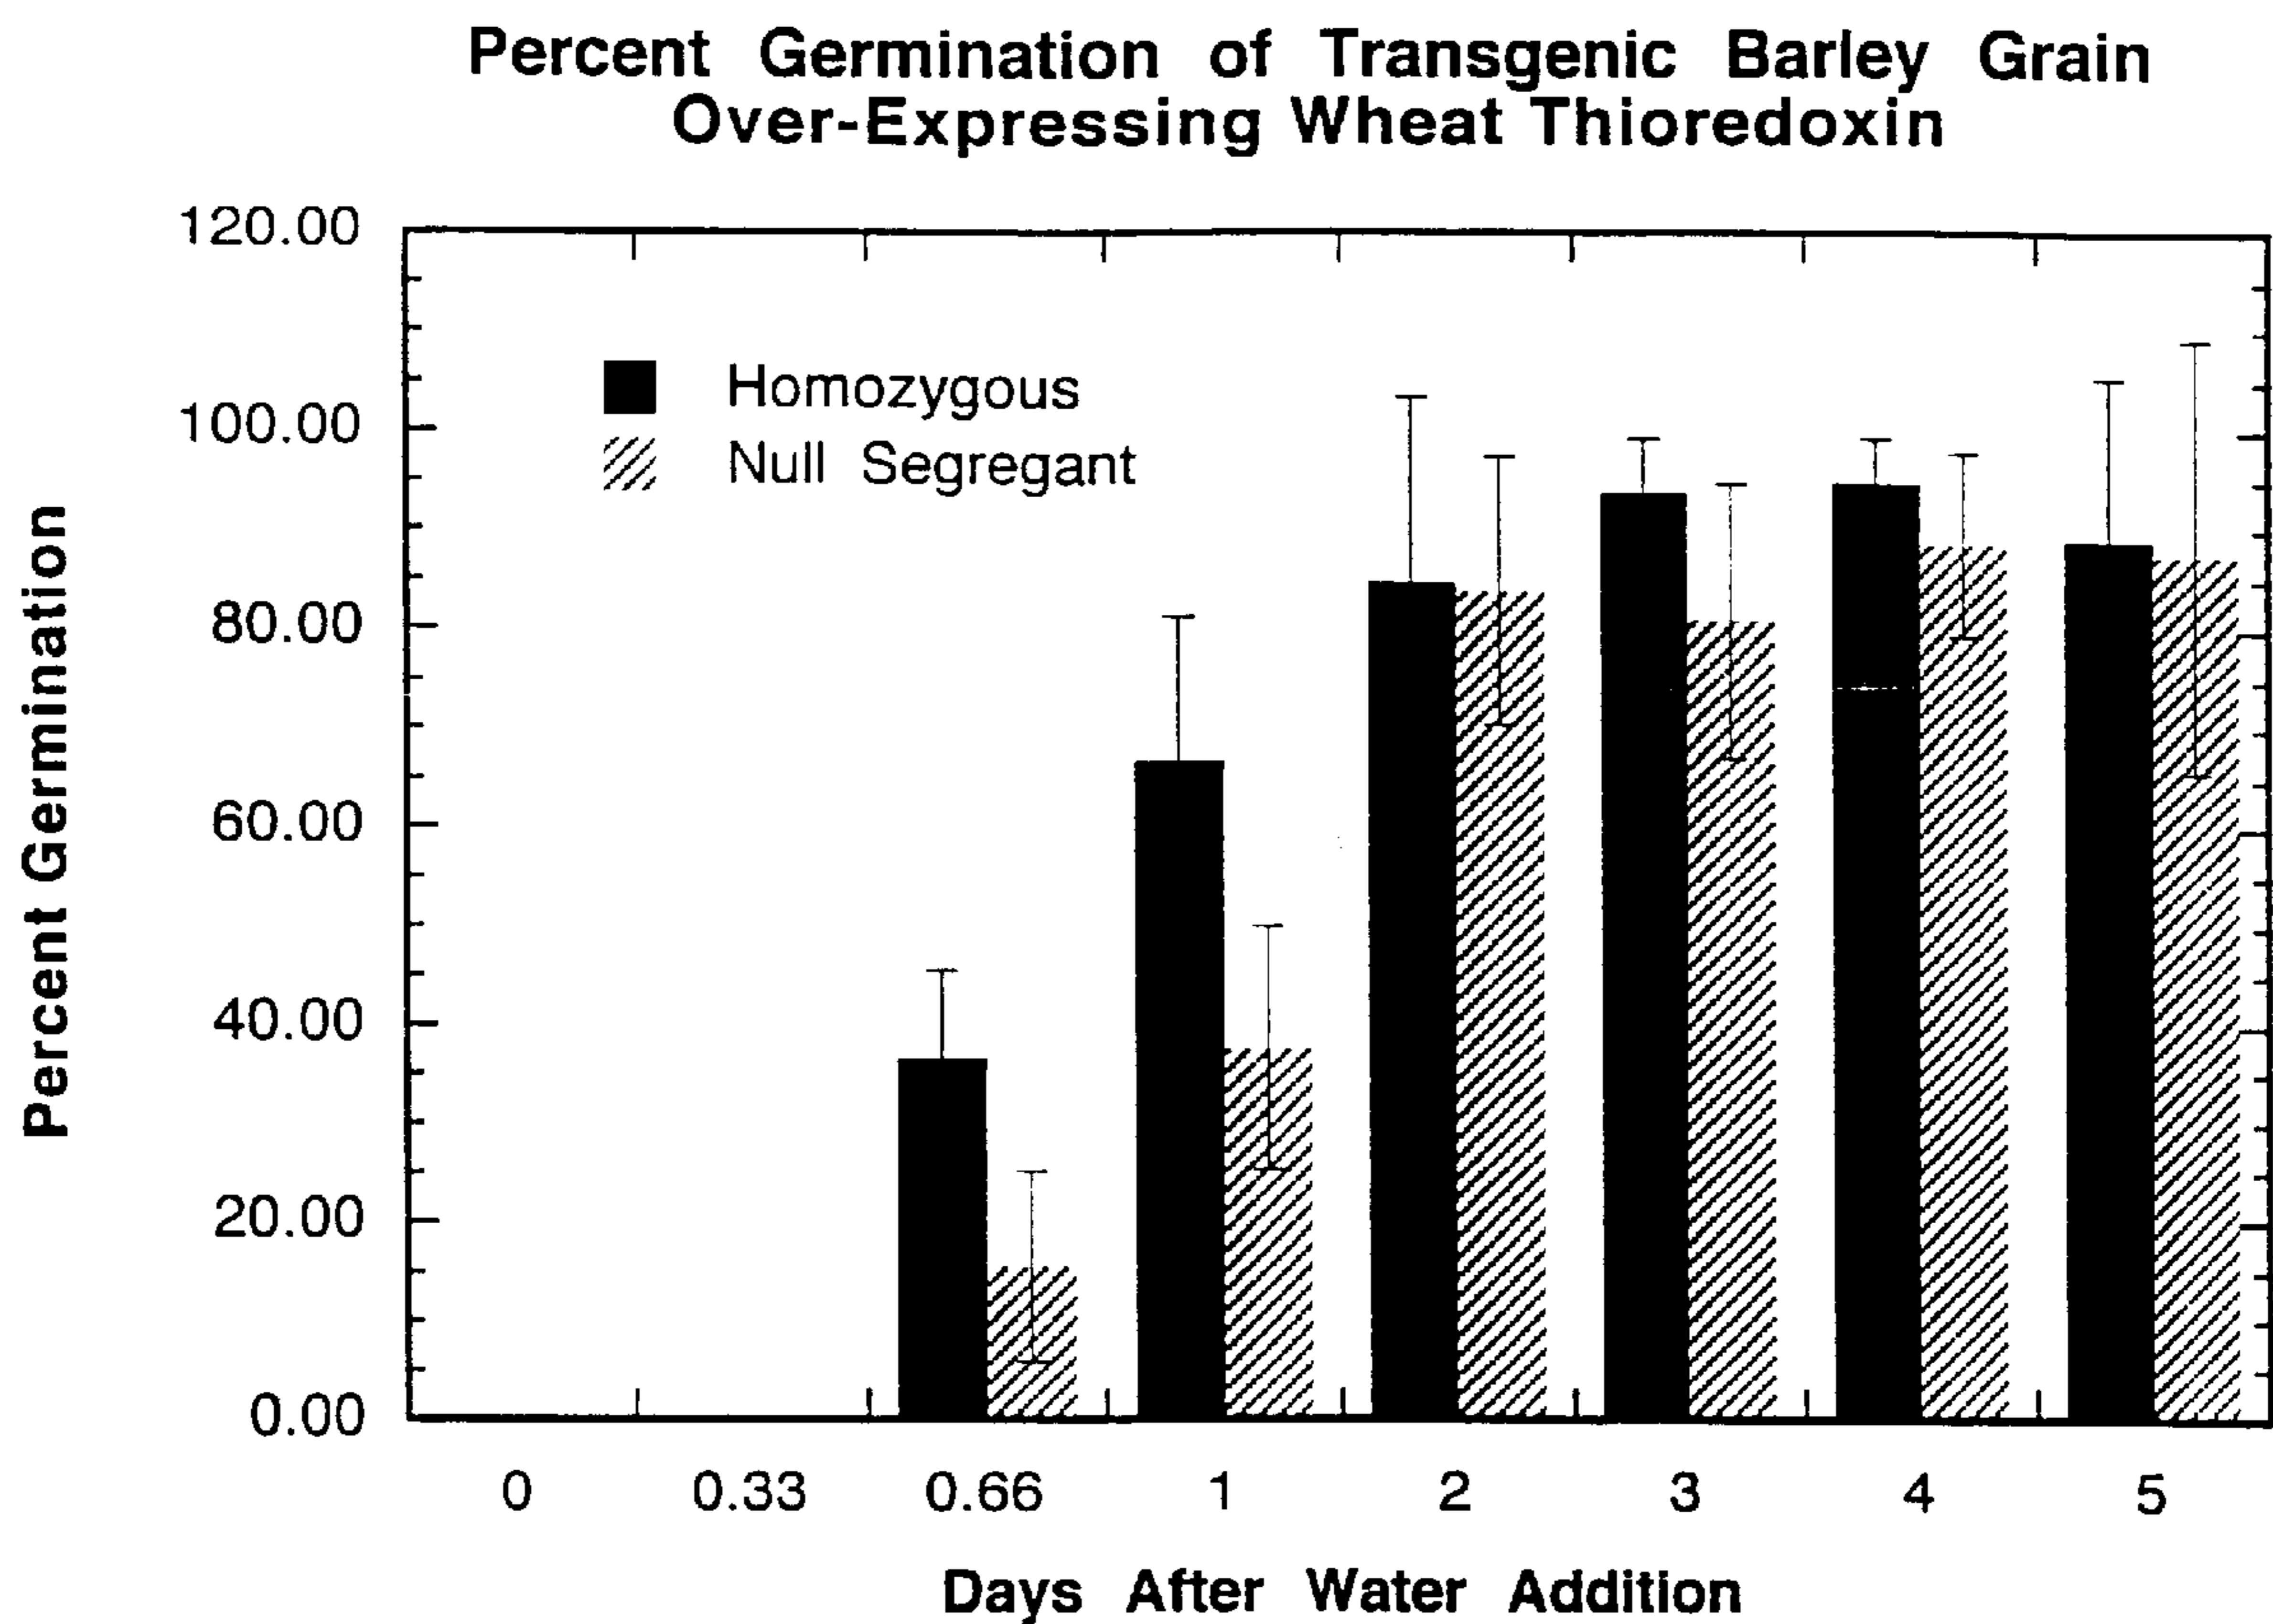 Percent Germination of Transgenic Barley Grain
Over-Expressing Wheat Thioredoxin
120.00
100.00
80.00
60.00
40.00
20.00
0.00
Percent Germination
Homozygous
Null Segregant
0 0.33 0.66 1 2 3 4 5
Days After Water Addition